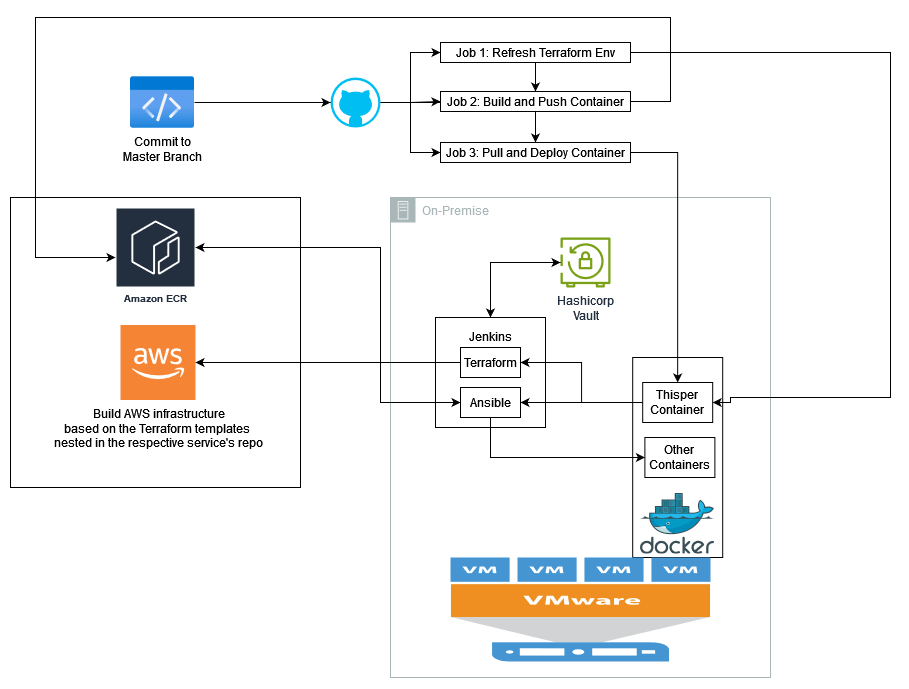 Job 1: Refresh Terraform Env
Job 2: Build and Push Container
Job 3: Pull and Deploy Container
Commit to
Master Branch
On-Premise
Amazon ECR
Hashicorp
Vault
Jenkins
Terraform
Ansible
aws
Build AWS infrastructure
based on the Terraform templates
nested in the respective service's repo
Thisper
Container
Other
Containers
docker
VM VM VM VM
VMware